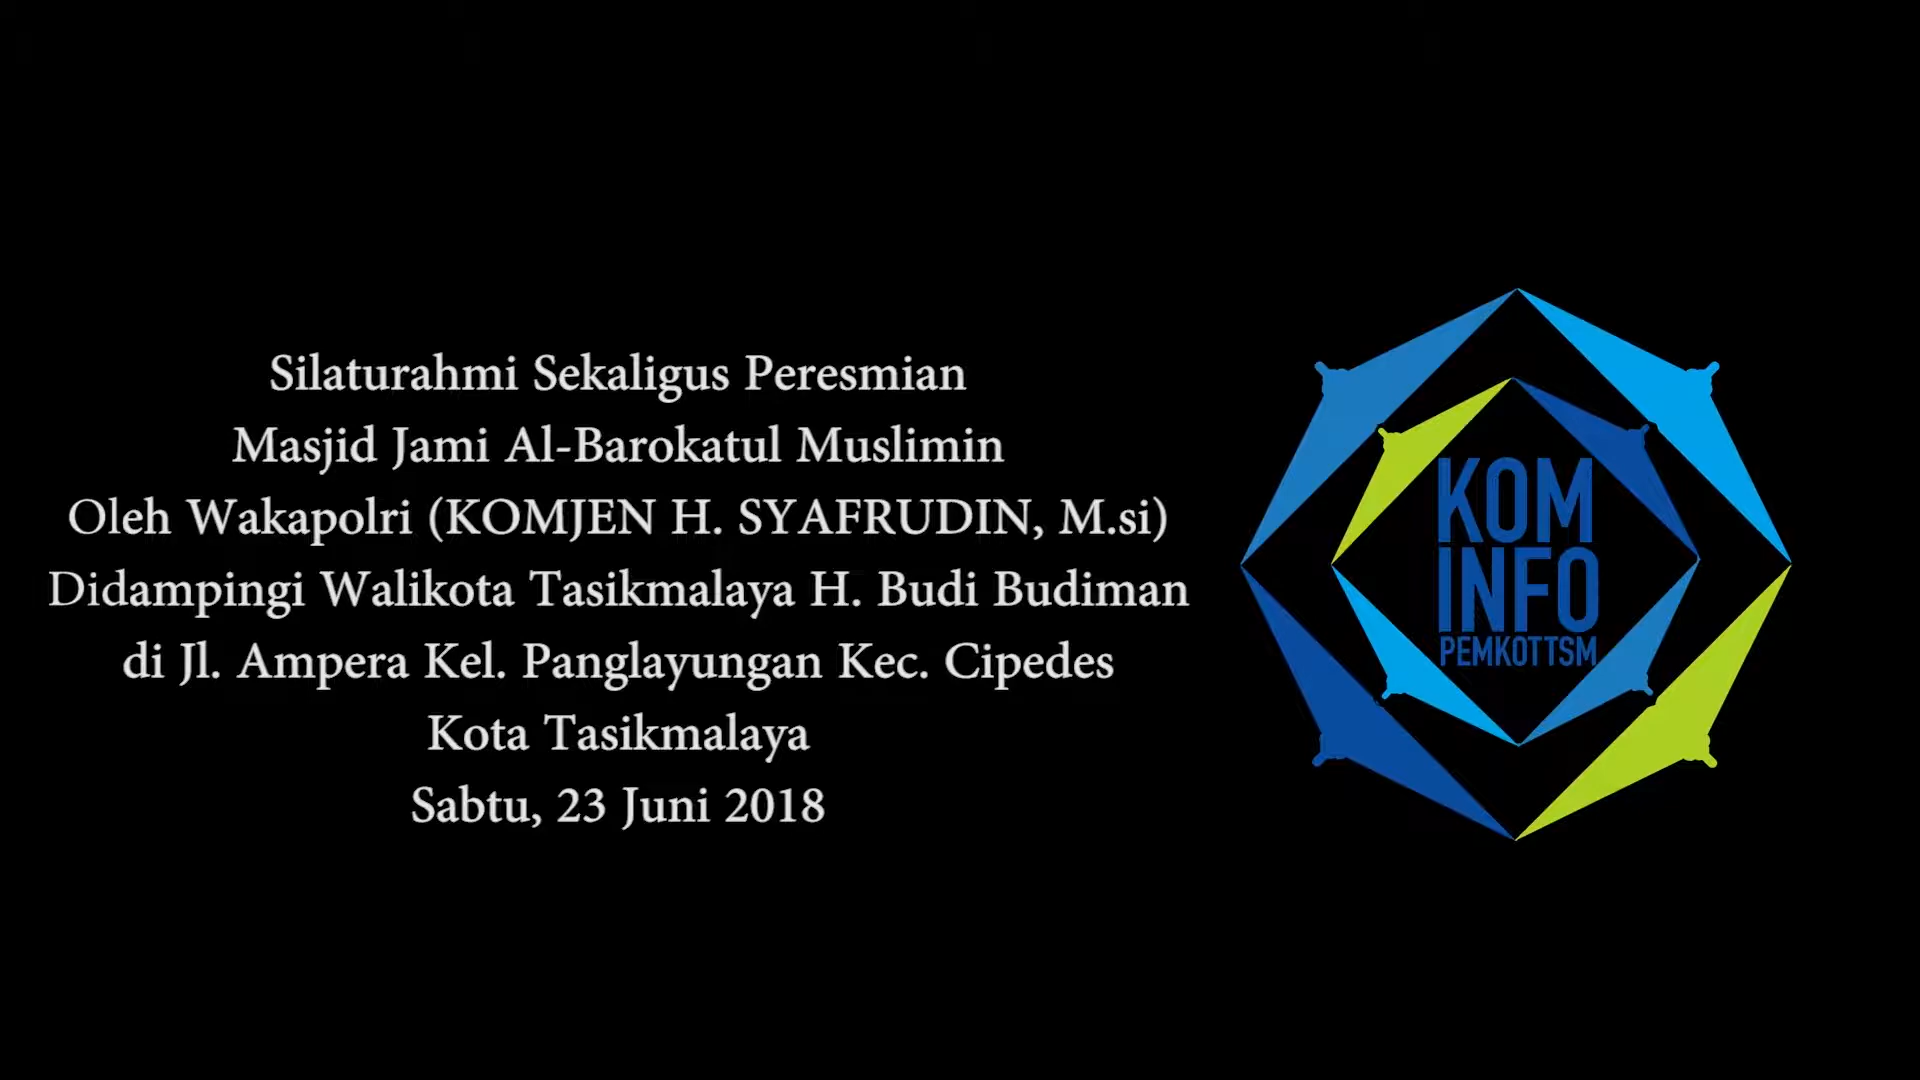 Silaturahmi Sekaligus Peresmian
Masjid Jami Al-Barokatul Muslimin
Oleh Wakapolri (KOMJEN H. SYAFRUDIN, M.si)
Didampingi Walikota Tasikmalaya H. Budi Budiman
di Jl. Ampera Kel. Panglayungan Kec. Cipedes
Kota Tasikmalaya
Sabtu, 23 Juni 2018
KOM
INFO
PEMKOTTSM